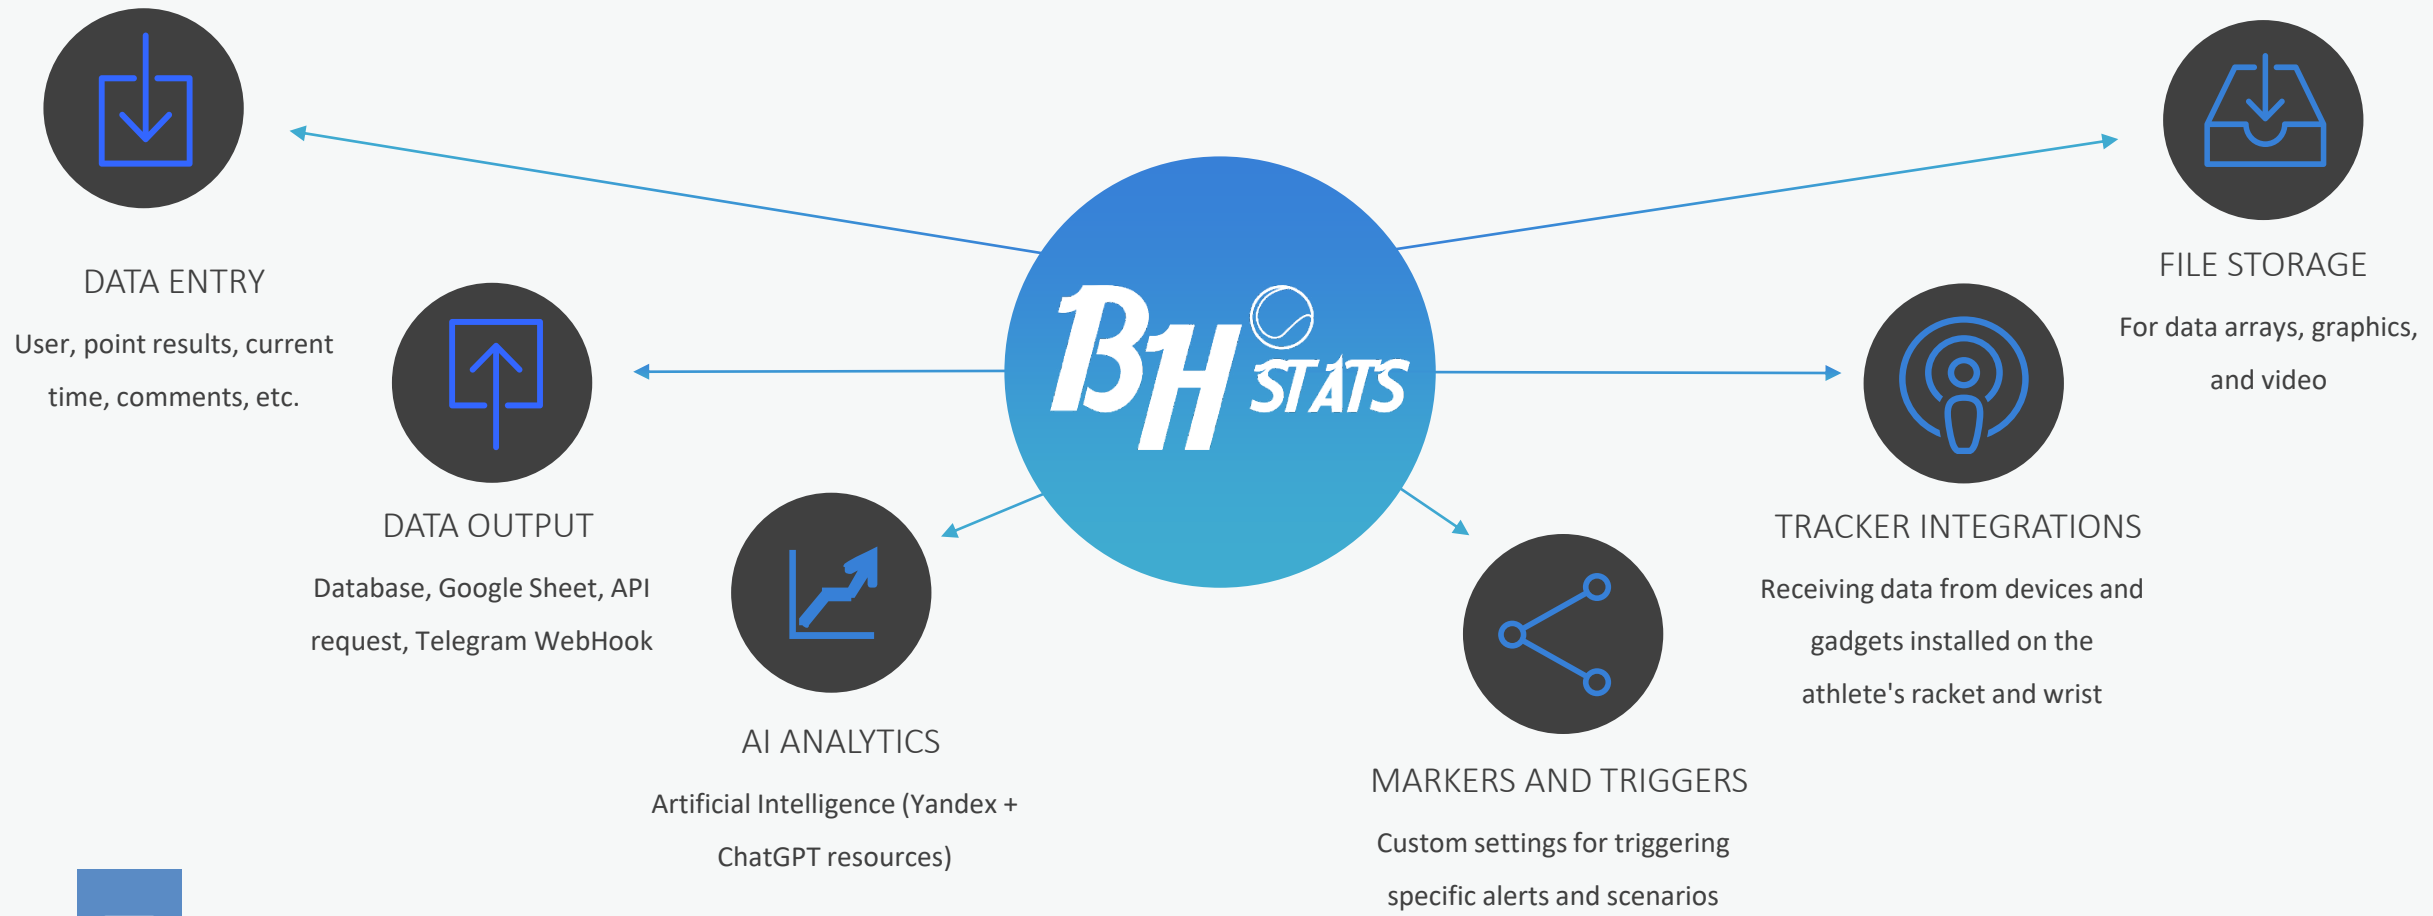 DATA ENTRY
User, point results, current
time, comments, etc.
DATA OUTPUT
Database, Google Sheet, API
request, Telegram WebHook
AI ANALYTICS
Artificial Intelligence (Yandex +
ChatGPT resources)
1BH STATS
MARKERS AND TRIGGERS
Custom settings for triggering
specific alerts and scenarios
TRACKER INTEGRATIONS
Receiving data from devices and
gadgets installed on the
athlete's racket and wrist
FILE STORAGE
For data arrays, graphics,
and video